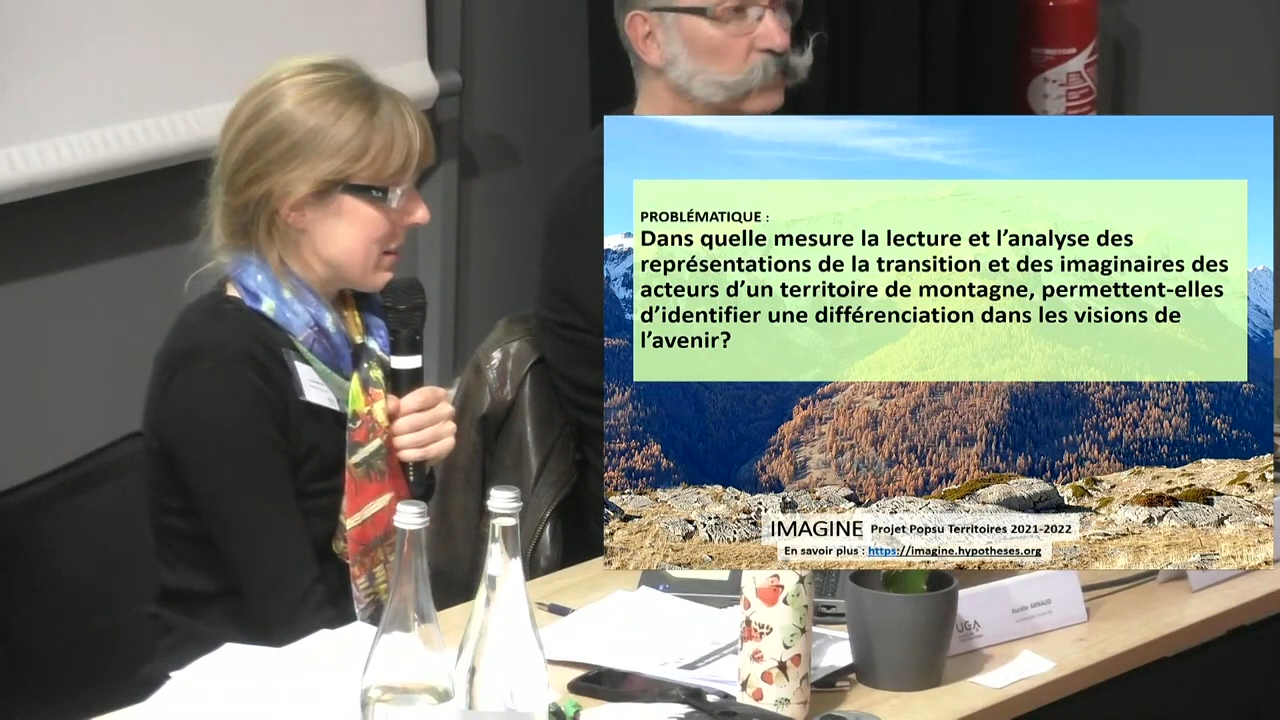 PROBLÉMATIQUE :
Dans quelle mesure la lecture et l’analyse des
représentations de la transition et des imaginaires des
acteurs d’un territoire de montagne, permettent-elles
d’identifier une différenciation dans les visions de
l’avenir?
IMAGINE Projet Popsu Territoires 2021-2022
En savoir plus : https://imagine.hypotheses.org
Aurélie ARNAUD
UGA